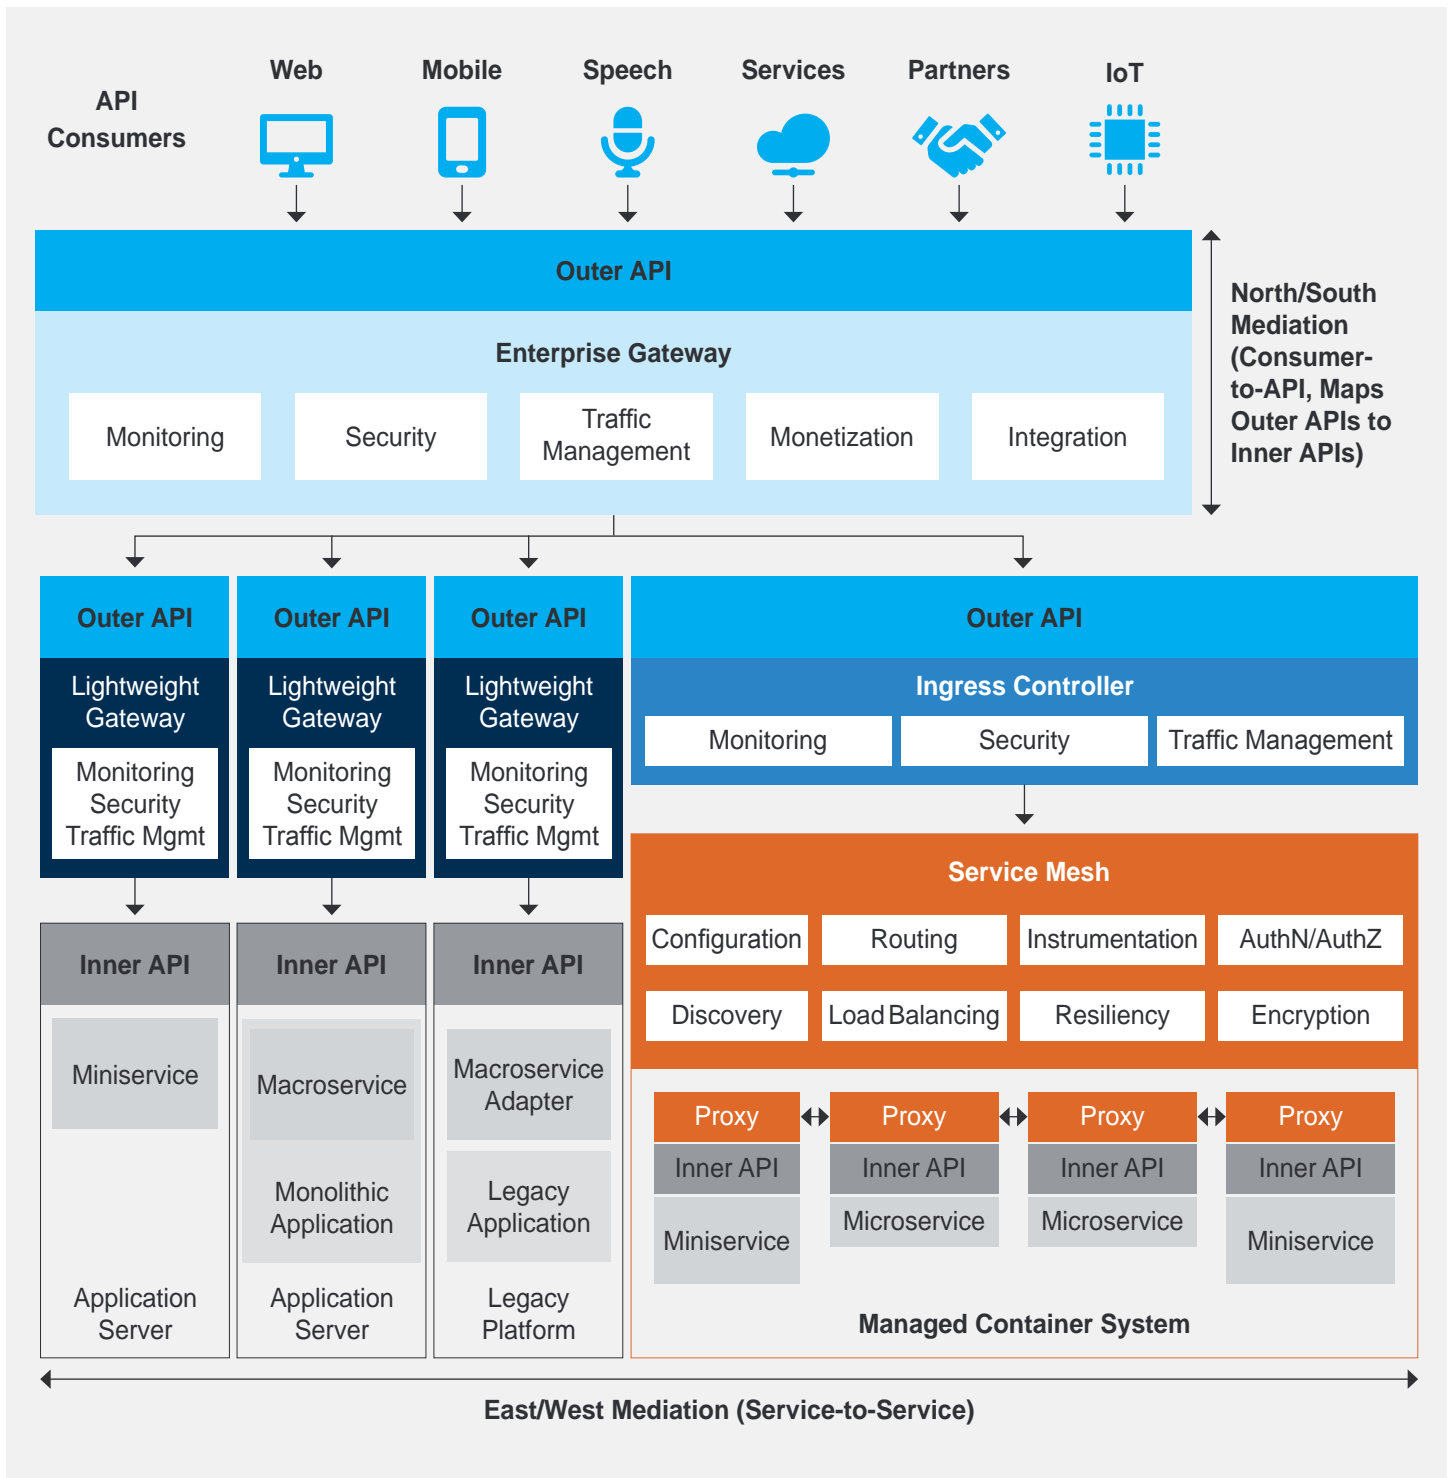 API
Consumers
Web
Mobile
Speech
Services
Partners
IoT
Outer API
Enterprise Gateway
Monitoring
Security
Traffic
Management
Monetization
Integration
North/South
Mediation
(Consumer-
to-API, Maps
Outer APIs to
Inner APIs)
Outer API
Lightweight
Gateway
Monitoring
Security
Traffic Mgmt
Inner API
Miniservice
Application
Server
Outer API
Lightweight
Gateway
Monitoring
Security
Traffic Mgmt
Inner API
Macroservice
Monolithic
Application
Application
Server
Outer API
Lightweight
Gateway
Monitoring
Security
Traffic Mgmt
Inner API
Macroservice
Adapter
Legacy
Application
Legacy
Platform
Outer API
Ingress Controller
Monitoring
Security
Traffic Management
Service Mesh
Configuration
Routing
Instrumentation
AuthN/AuthZ
Discovery
Load Balancing
Resiliency
Encryption
Proxy
Inner API
Miniservice
Proxy
Inner API
Microservice
Proxy
Inner API
Microservice
Proxy
Inner API
Miniservice
Managed Container System
East/West Mediation (Service-to-Service)